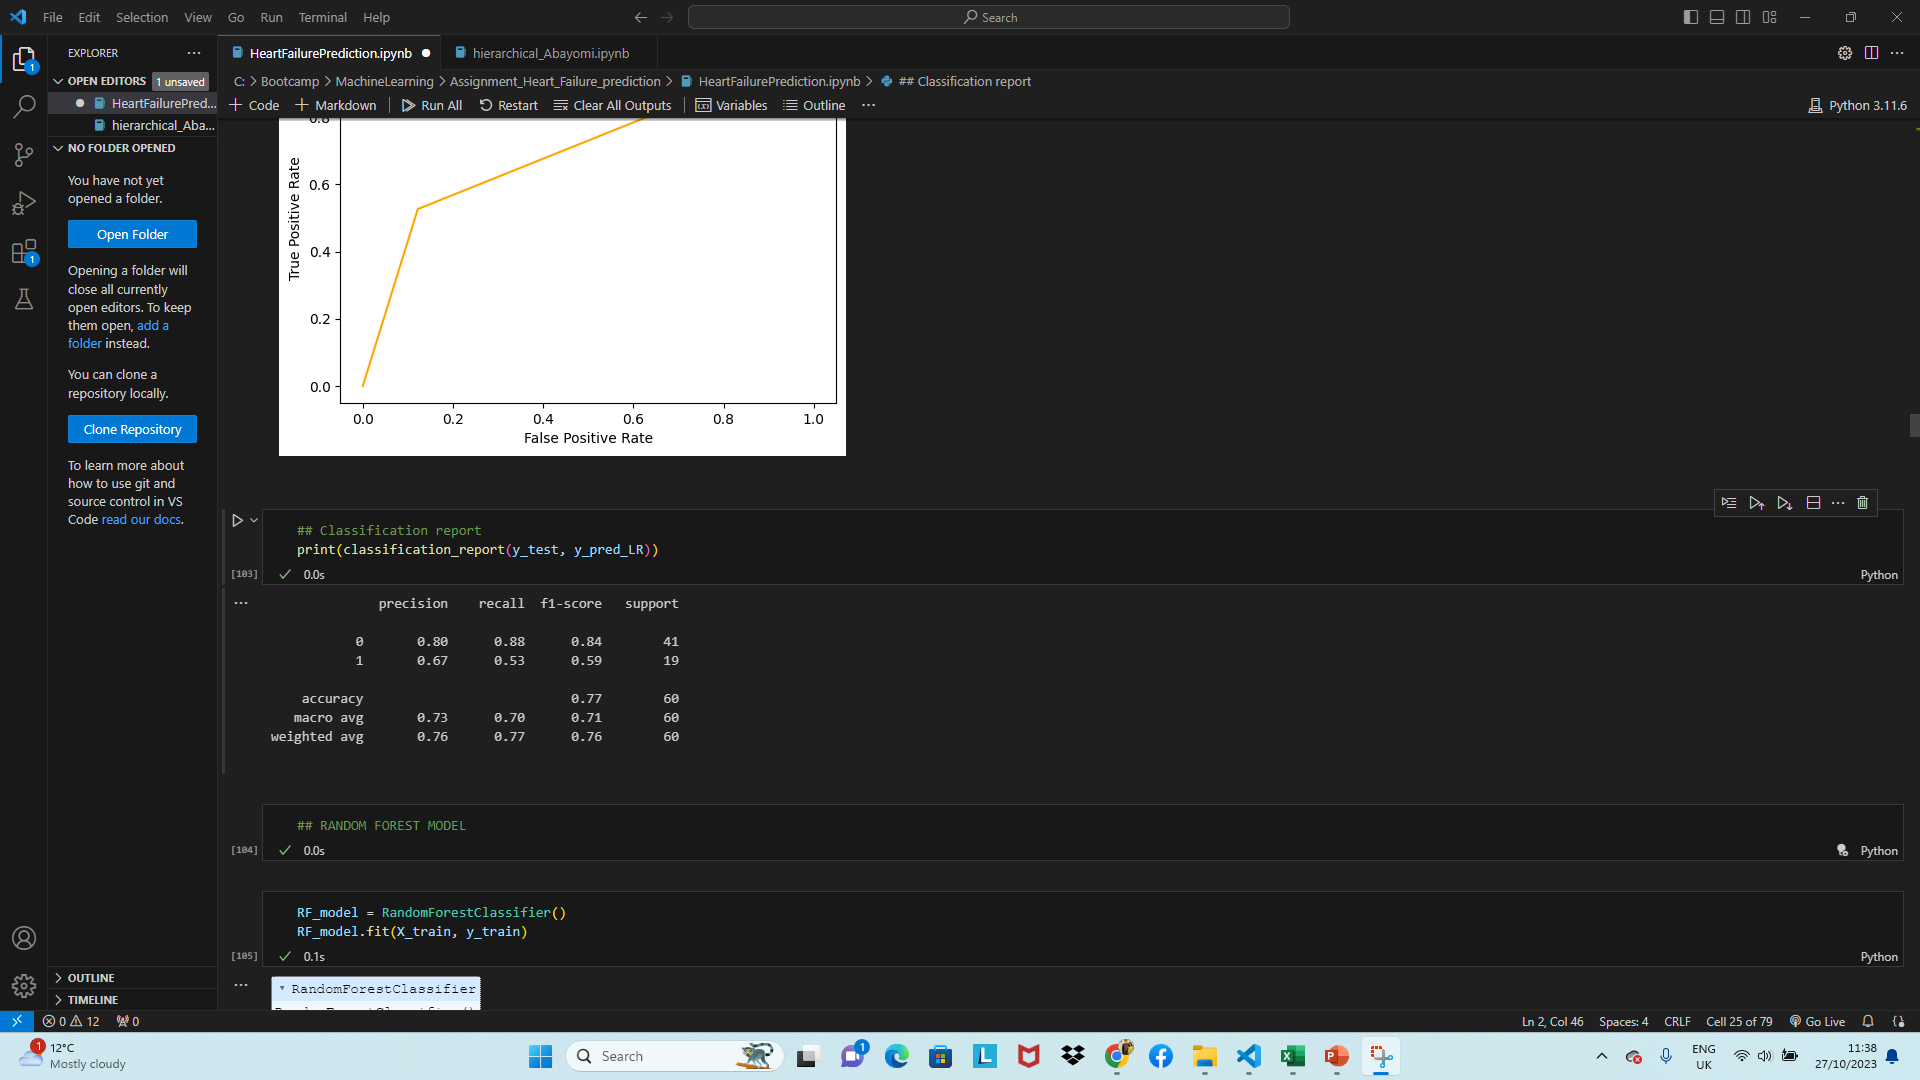 File Edit Selection View Go Run Terminal Help
Search
EXPLORER
HeartFailurePrediction.ipynb
hierarchical_Abayomi.ipynb
OPEN EDITORS 1 unsaved
C: > Bootcamp > MachineLearning > Assignment_Heart_Failure_prediction > HeartFailurePrediction.ipynb > ## Classification report
HeartFailurePred...
+ Code + Markdown Run All Restart Clear All Outputs Variables Outline ...
Python 3.11.6
hierarchical_Aba...
NO FOLDER OPENED
You have not yet
opened a folder.
Open Folder
Opening a folder will
close all currently
open editors. To keep
them open, add a
folder instead.
You can clone a
repository locally.
Clone Repository
To learn more about
how to use git and
source control in VS
Code read our docs.
OUTLINE
TIMELINE
0.8
True Positive Rate
0.6
0.4
0.2
0.0
0.0 0.2 0.4 0.6 0.8 1.0
False Positive Rate
## Classification report
print(classification_report(y_test, y_pred_LR))
[103] 0.0s Python
precision recall f1-score support
0 0.80 0.88 0.84 41
1 0.67 0.53 0.59 19
accuracy 0.77 60
macro avg 0.73 0.70 0.71 60
weighted avg 0.76 0.77 0.76 60
## RANDOM FOREST MODEL
[104] 0.0s Python
RF_model = RandomForestClassifier()
RF_model.fit(X_train, y_train)
[105] 0.1s Python
RandomForestClassifier
0 12 0
Ln 2, Col 46 Spaces: 4 CRLF Cell 25 of 79 Go Live
1
1
12°C
Mostly cloudy
1
Search
1
ENG
UK
11:38
27/10/2023